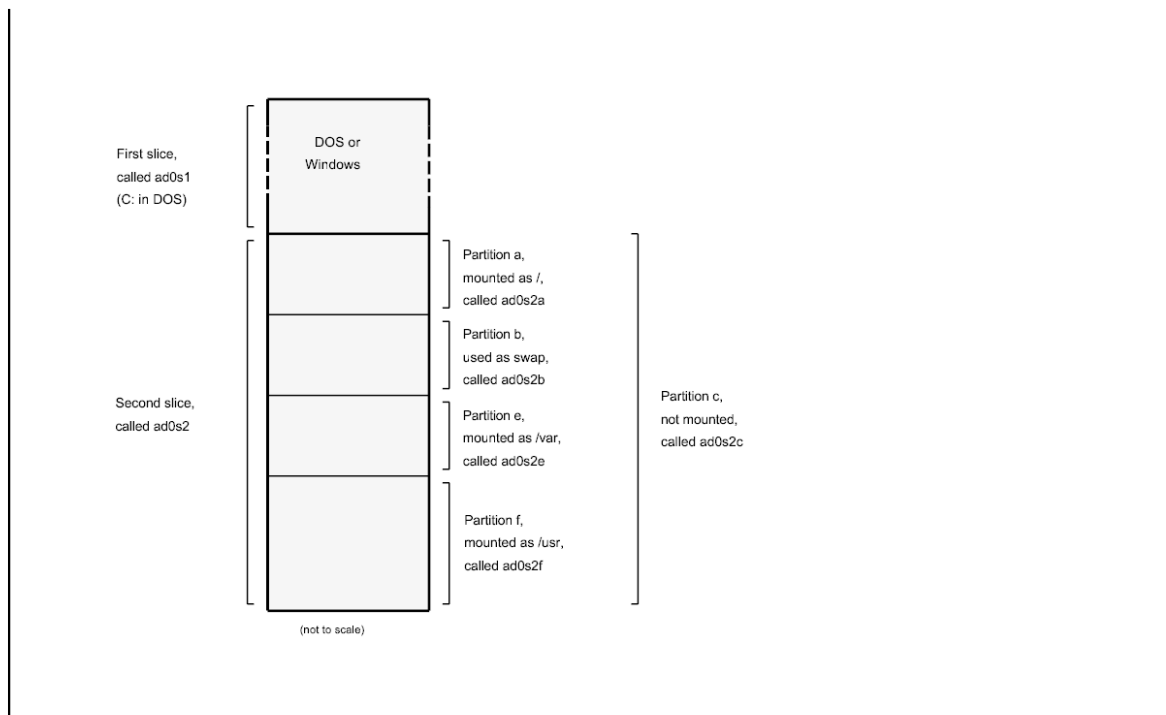 DOS or
Windows
First slice,
called ad0s1
(C: in DOS)
Partition a,
mounted as /,
called ad0s2a
Partition b,
used as swap,
called ad0s2b
Second slice,
called ad0s2
Partition e,
mounted as /var,
called ad0s2e
Partition c,
not mounted,
called ad0s2c
Partition f,
mounted as /usr,
called ad0s2f
(not to scale)